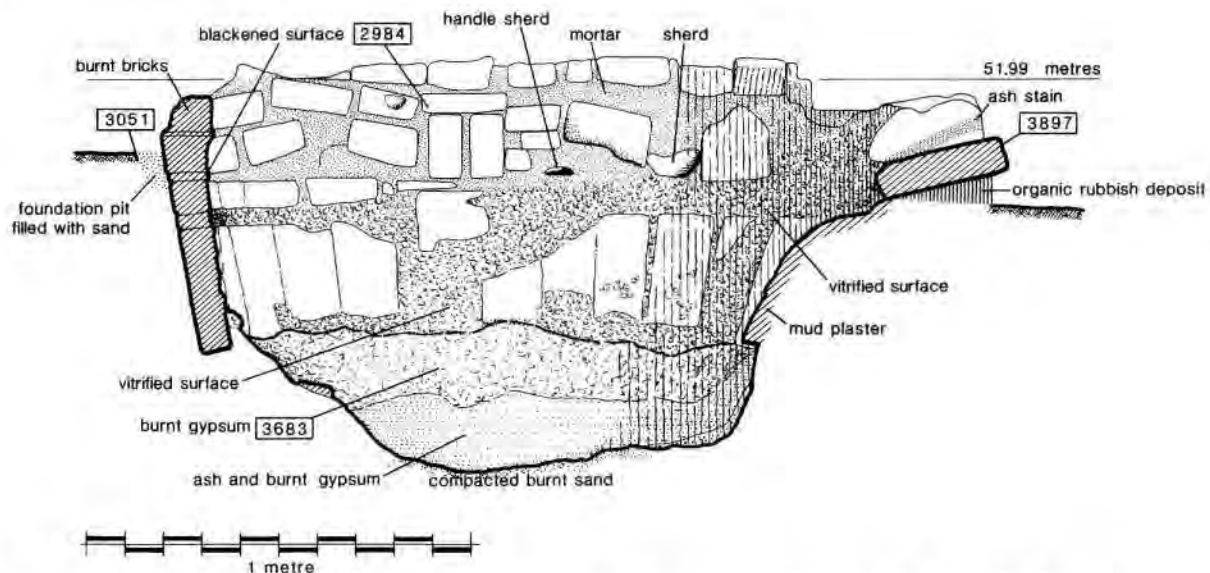 handle sherd
blackened surface 2984
mortar
sherd
burnt bricks
51.99 metres
ash stain
3051
3897
organic rubbish deposit
foundation pit
filled with sand
vitrified surface
mud plaster
vitrified surface
burnt gypsum 3683
ash and burnt gypsum
compacted burnt sand
1 metre